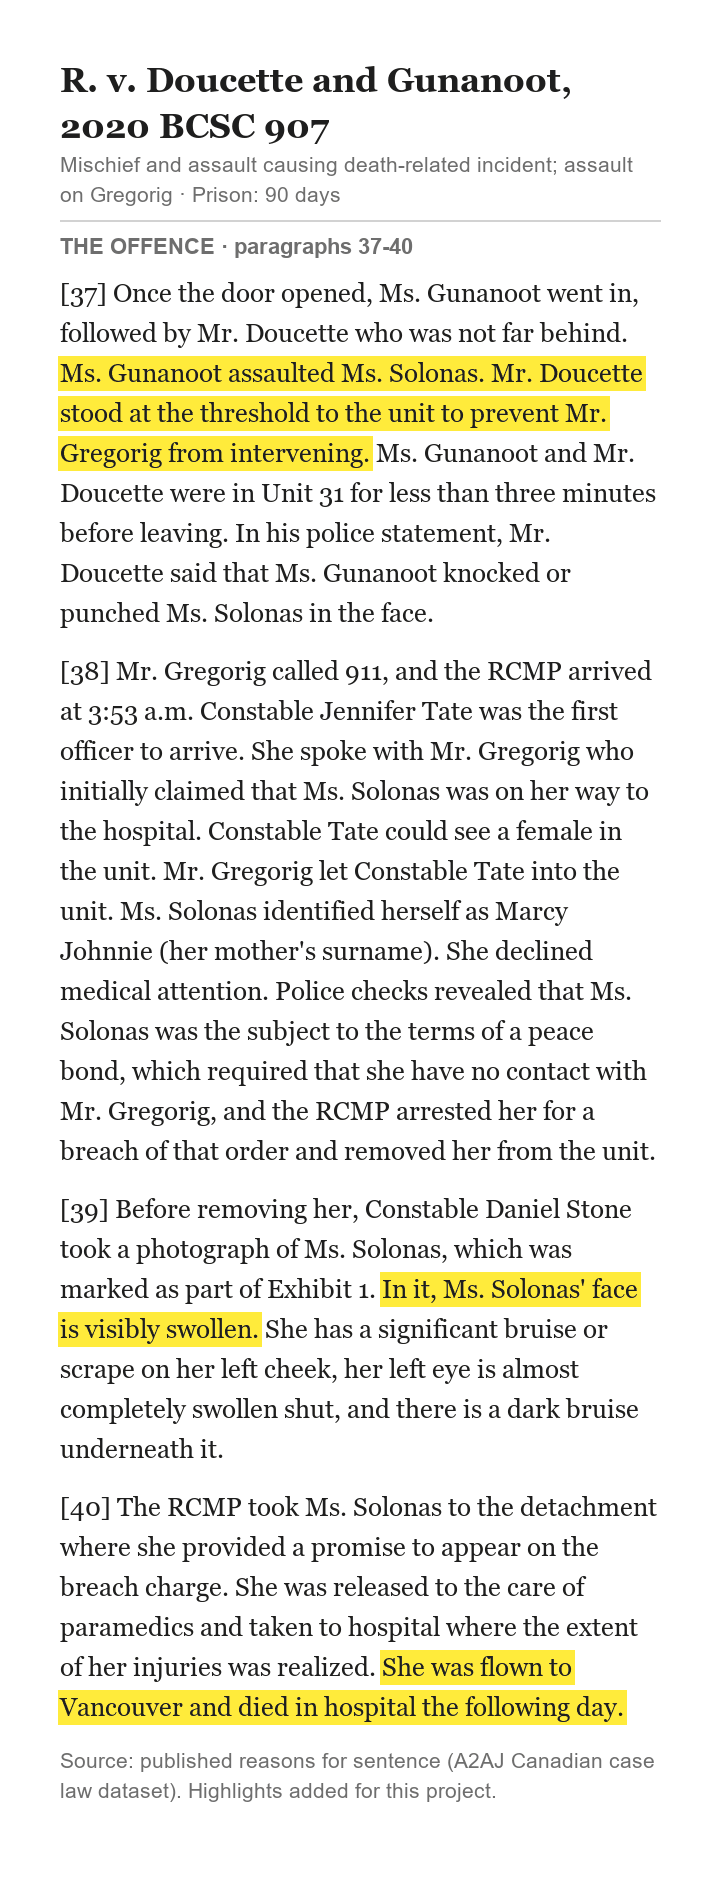 R. v. Doucette and Gunanoot,
2020 BCSC 907
Mischief and assault causing death-related incident; assault
on Gregorig · Prison: 90 days
THE OFFENCE · paragraphs 37-40
[37] Once the door opened, Ms. Gunanoot went in,
followed by Mr. Doucette who was not far behind.
Ms. Gunanoot assaulted Ms. Solonas. Mr. Doucette
stood at the threshold to the unit to prevent Mr.
Gregorig from intervening. Ms. Gunanoot and Mr.
Doucette were in Unit 31 for less than three minutes
before leaving. In his police statement, Mr.
Doucette said that Ms. Gunanoot knocked or
punched Ms. Solonas in the face.
[38] Mr. Gregorig called 911, and the RCMP arrived
at 3:53 a.m. Constable Jennifer Tate was the first
officer to arrive. She spoke with Mr. Gregorig who
initially claimed that Ms. Solonas was on her way to
the hospital. Constable Tate could see a female in
the unit. Mr. Gregorig let Constable Tate into the
unit. Ms. Solonas identified herself as Marcy
Johnnie (her mother's surname). She declined
medical attention. Police checks revealed that Ms.
Solonas was the subject to the terms of a peace
bond, which required that she have no contact with
Mr. Gregorig, and the RCMP arrested her for a
breach of that order and removed her from the unit.
[39] Before removing her, Constable Daniel Stone
took a photograph of Ms. Solonas, which was
marked as part of Exhibit 1. In it, Ms. Solonas' face
is visibly swollen. She has a significant bruise or
scrape on her left cheek, her left eye is almost
completely swollen shut, and there is a dark bruise
underneath it.
[40] The RCMP took Ms. Solonas to the detachment
where she provided a promise to appear on the
breach charge. She was released to the care of
paramedics and taken to hospital where the extent
of her injuries was realized. She was flown to
Vancouver and died in hospital the following day.
Source: published reasons for sentence (A2AJ Canadian case
law dataset). Highlights added for this project.